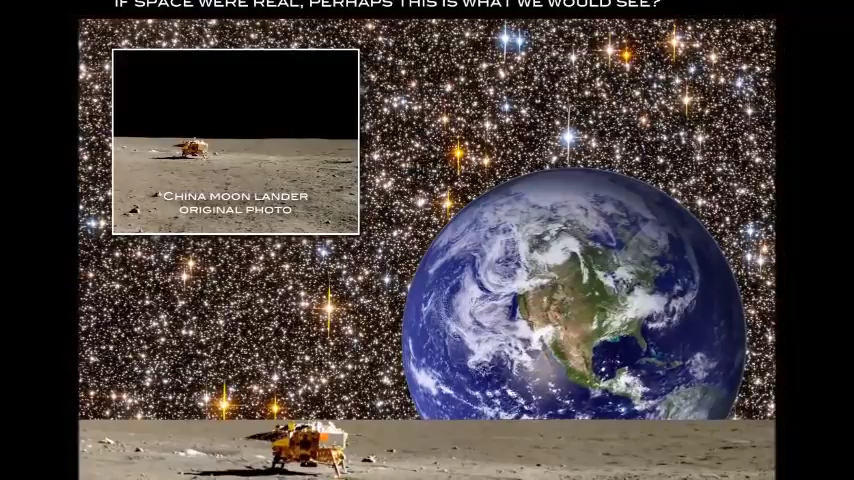 IF SPACE WERE REAL, PERHAPS THIS IS WHAT WE WOULD SEE?
CHINA MOON LANDER
ORIGINAL PHOTO